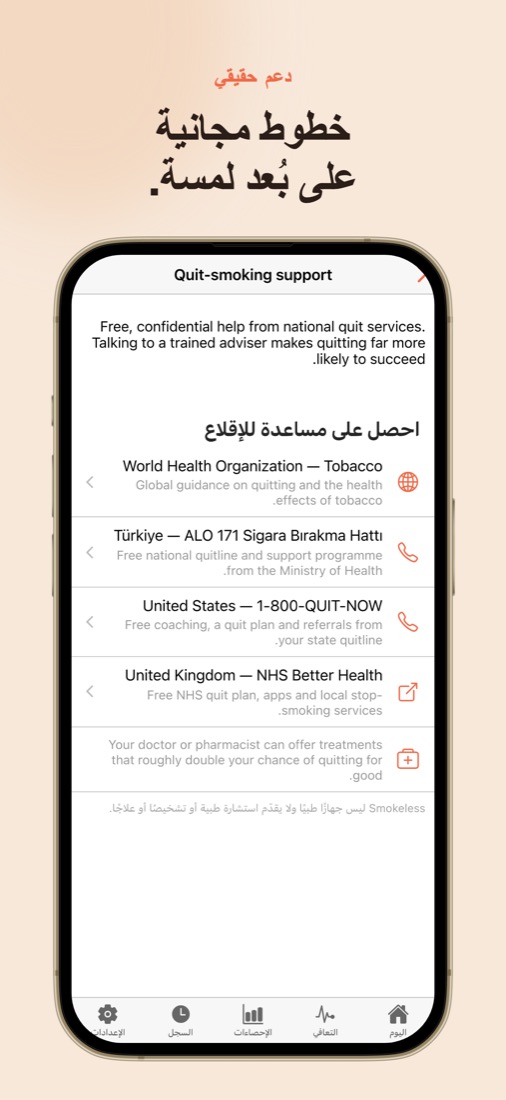 دعم حقيقي
خطوط مجانية
على بُعد لمسة.
Quit-smoking support
Free, confidential help from national quit services.
Talking to a trained adviser makes quitting far more
likely to succeed.
احصل على مساعدة للإقلاع
World Health Organization — Tobacco
Global guidance on quitting and the health
effects of tobacco.
Türkiye — ALO 171 Sigara Bırakma Hattı
Free national quitline and support programme
from the Ministry of Health.
United States — 1-800-QUIT-NOW
Free coaching, a quit plan and referrals from
your state quitline.
United Kingdom — NHS Better Health
Free NHS quit plan, apps and local stop-
smoking services.
Your doctor or pharmacist can offer treatments
that roughly double your chance of quitting for
good.
Smokeless ليس جهازًا طبيًا ولا يقدّم استشارة طبية أو تشخيصًا أو علاجًا.
اليوم
التعافي
الإحصاءات
السجل
الإعدادات